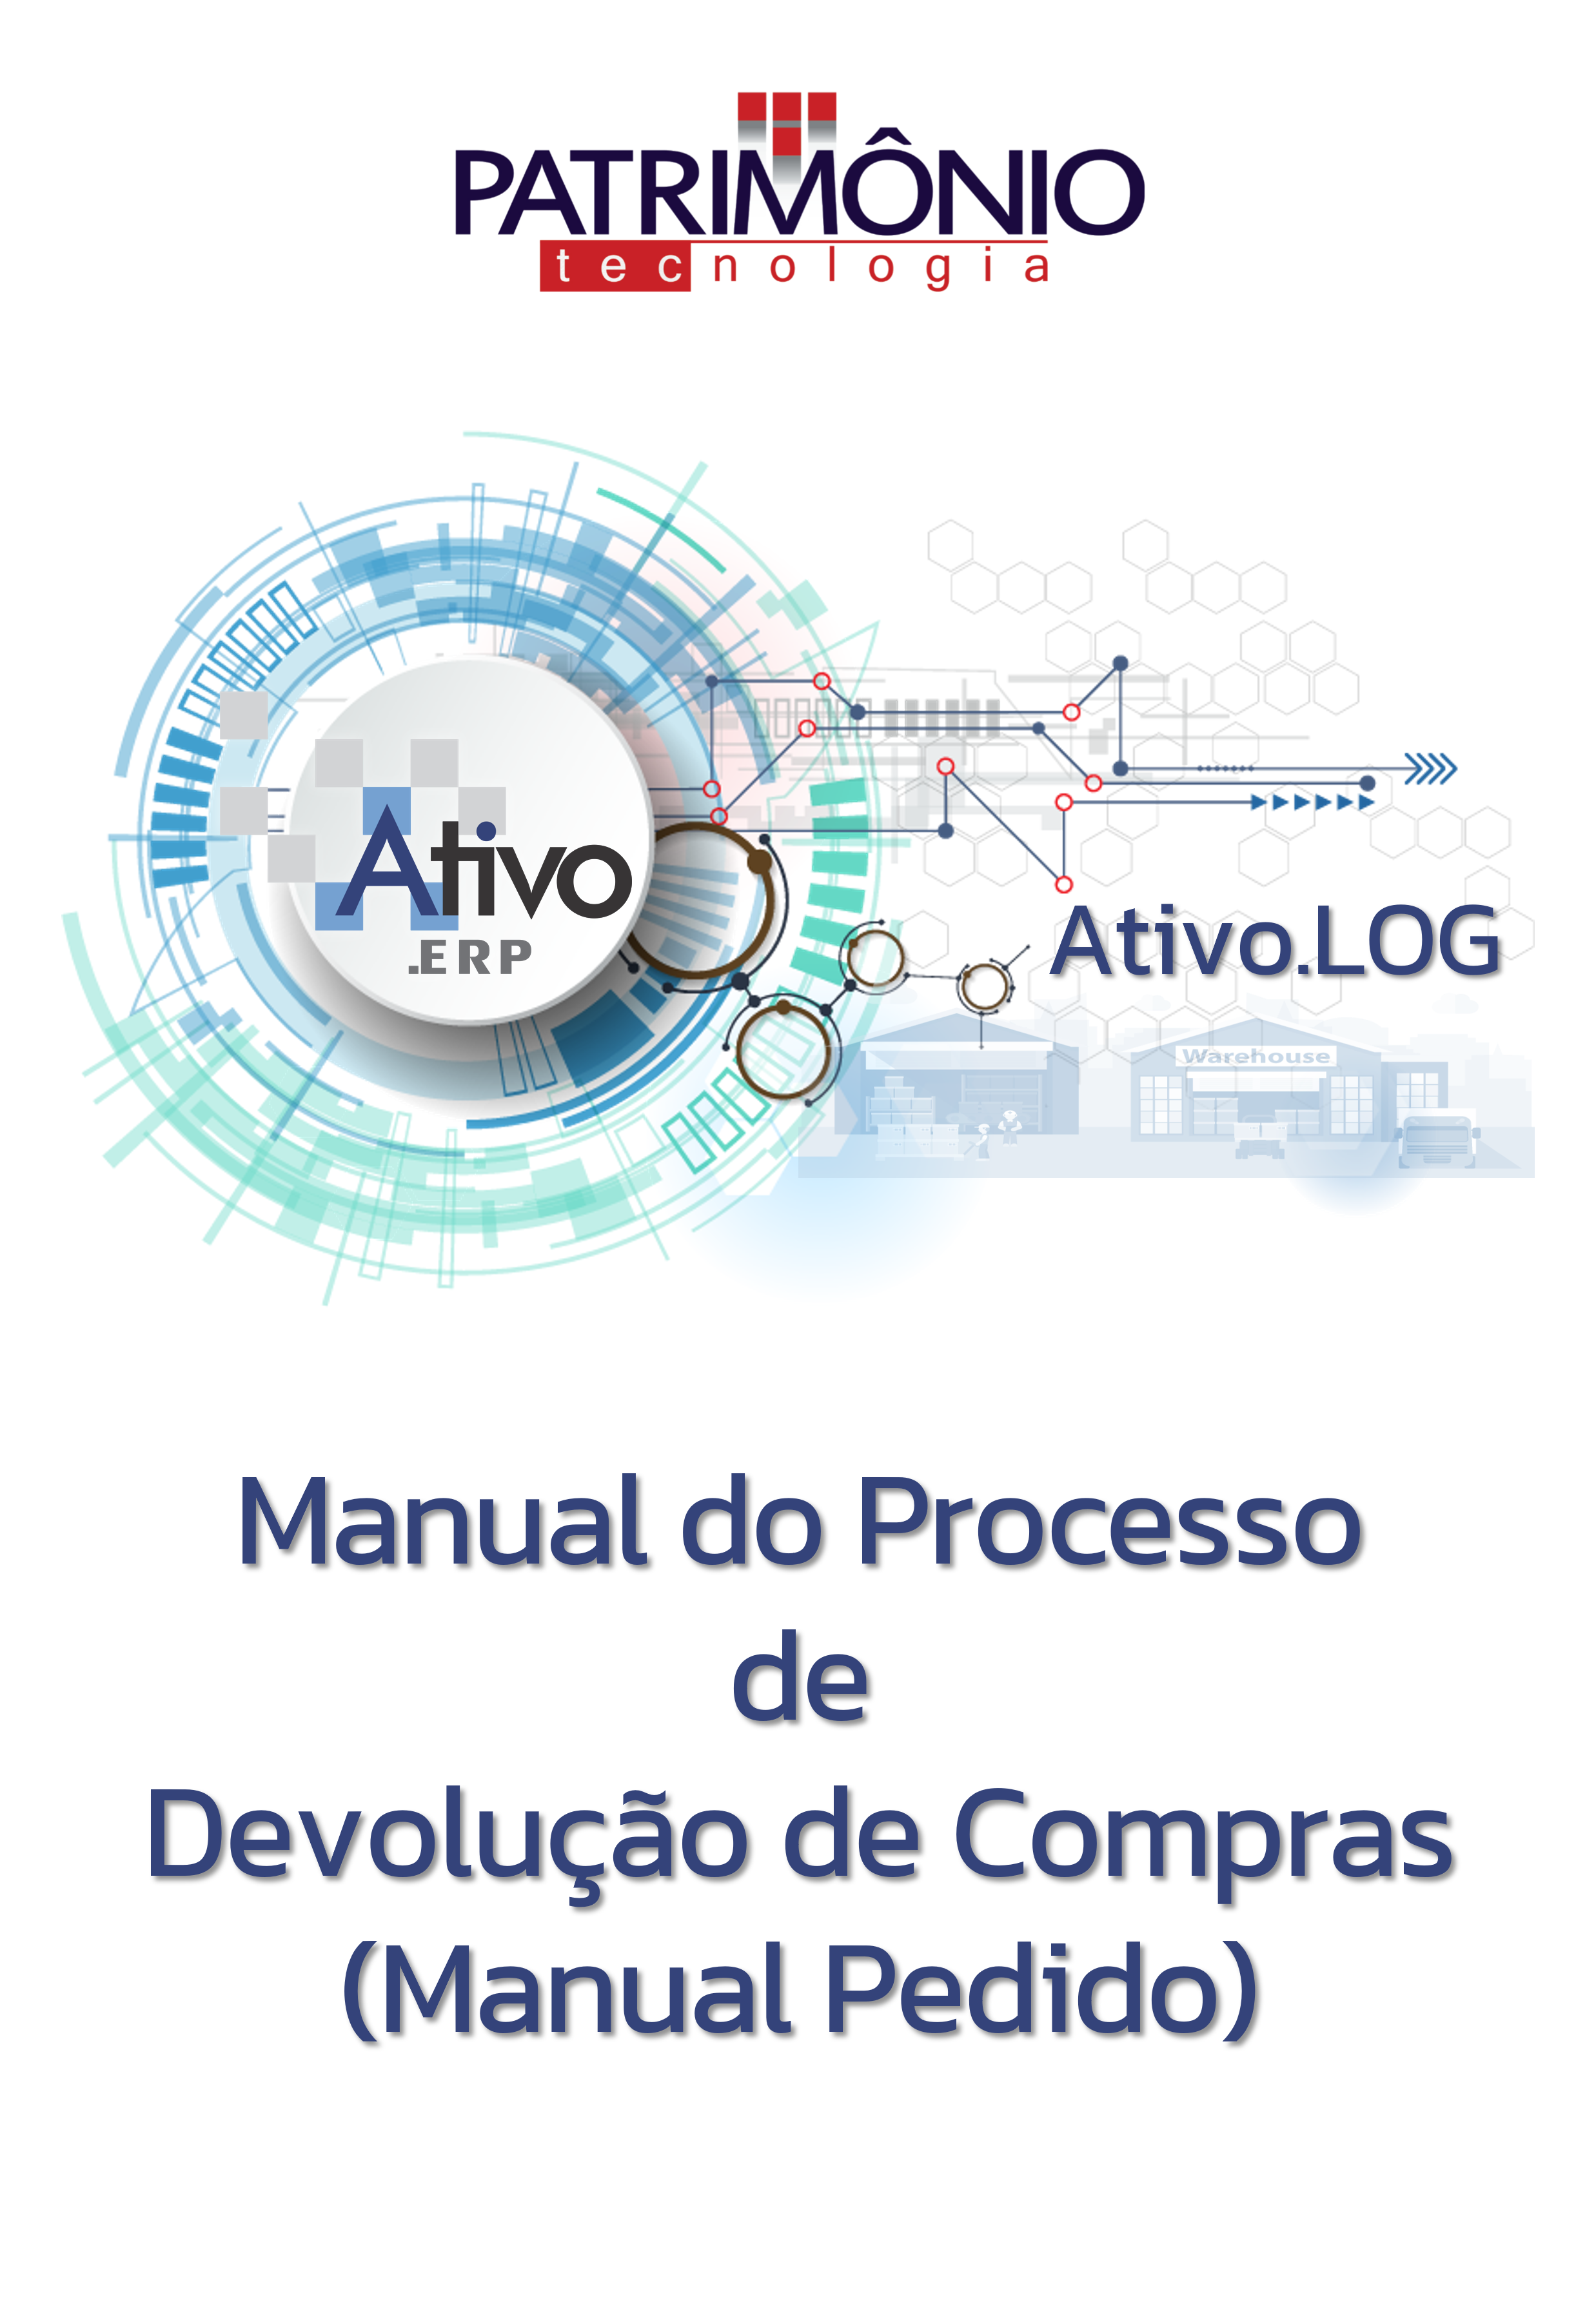 PATRIMÔNIO
tecnologia
Ativo
.ERP
Ativo.LOG
Warehouse
Manual do Processo
de
Devolução de Compras
(Manual Pedido)